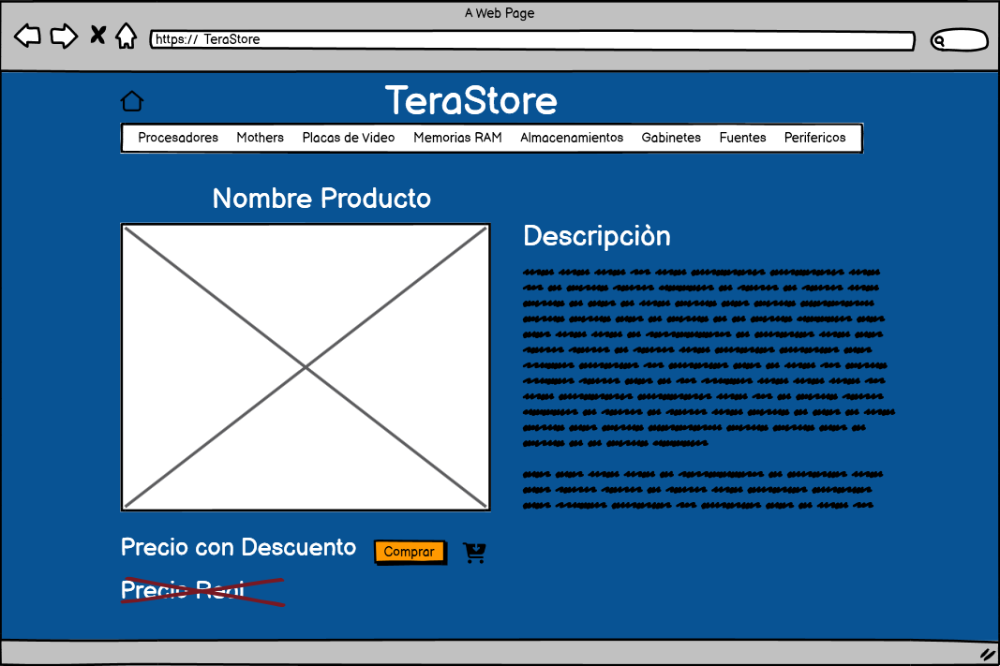 A Web Page
https:// TeraStore
TeraStore
Procesadores Mothers Placas de Video Memorias RAM Almacenamientos Gabinetes Fuentes Perifericos
Nombre Producto
Descripciòn
Precio con Descuento
Comprar
Precio Real